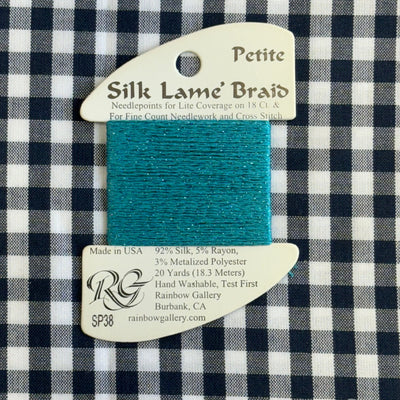 Petite
Silk Lame' Braid
Needlepoints for Lite Coverage on 18 Ct. &
For Fine Count Needlework and Cross Stitch
Made in USA 92% Silk, 5% Rayon,
3% Metalized Polyester
20 Yards (18.3 Meters)
RG Hand Washable, Test First
Rainbow Gallery
Burbank, CA
SP38 rainbowgallery.com